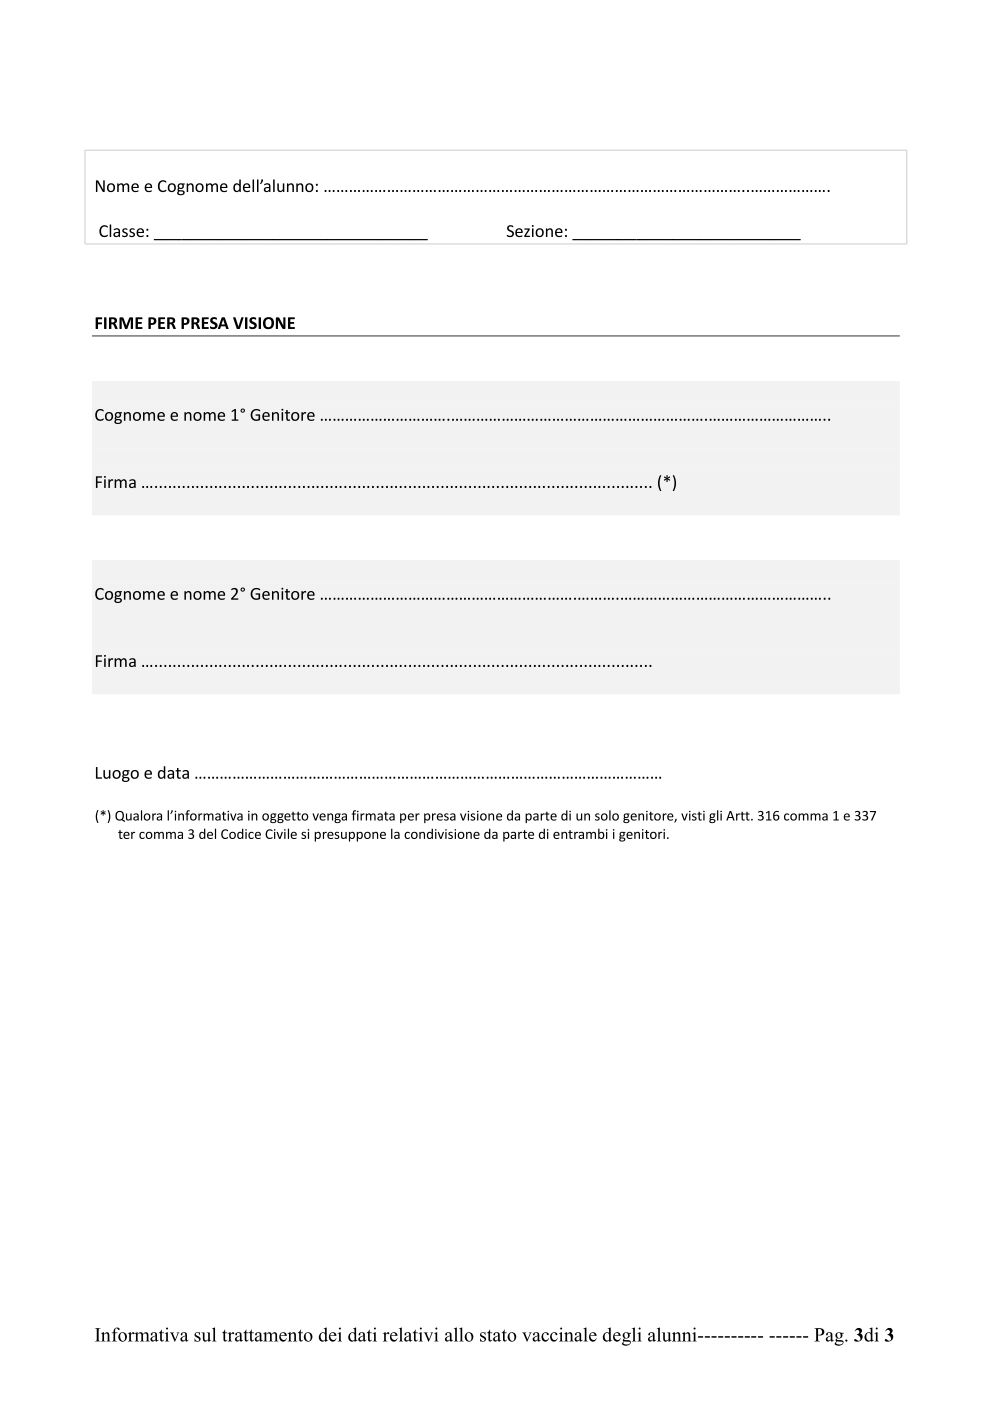 Nome e Cognome dell’alunno: ……………………………………………………………………………………..……………….
Classe: ______________________________ Sezione: _________________________
FIRME PER PRESA VISIONE
Cognome e nome 1° Genitore ……………………………………………………………………………………..
Firma ….......................................................................................................... (*)
Cognome e nome 2° Genitore ……………………………………………………………………………………..
Firma …..........................................................................................................
Luogo e data …………………………………………………………………………………………………
(*) Qualora l’informativa in oggetto venga firmata per presa visione da parte di un solo genitore, visti gli Artt. 316 comma 1 e 337
ter comma 3 del Codice Civile si presuppone la condivisione da parte di entrambi i genitori.
Informativa sul trattamento dei dati relativi allo stato vaccinale degli alunni---------- ------ Pag. 3di 3